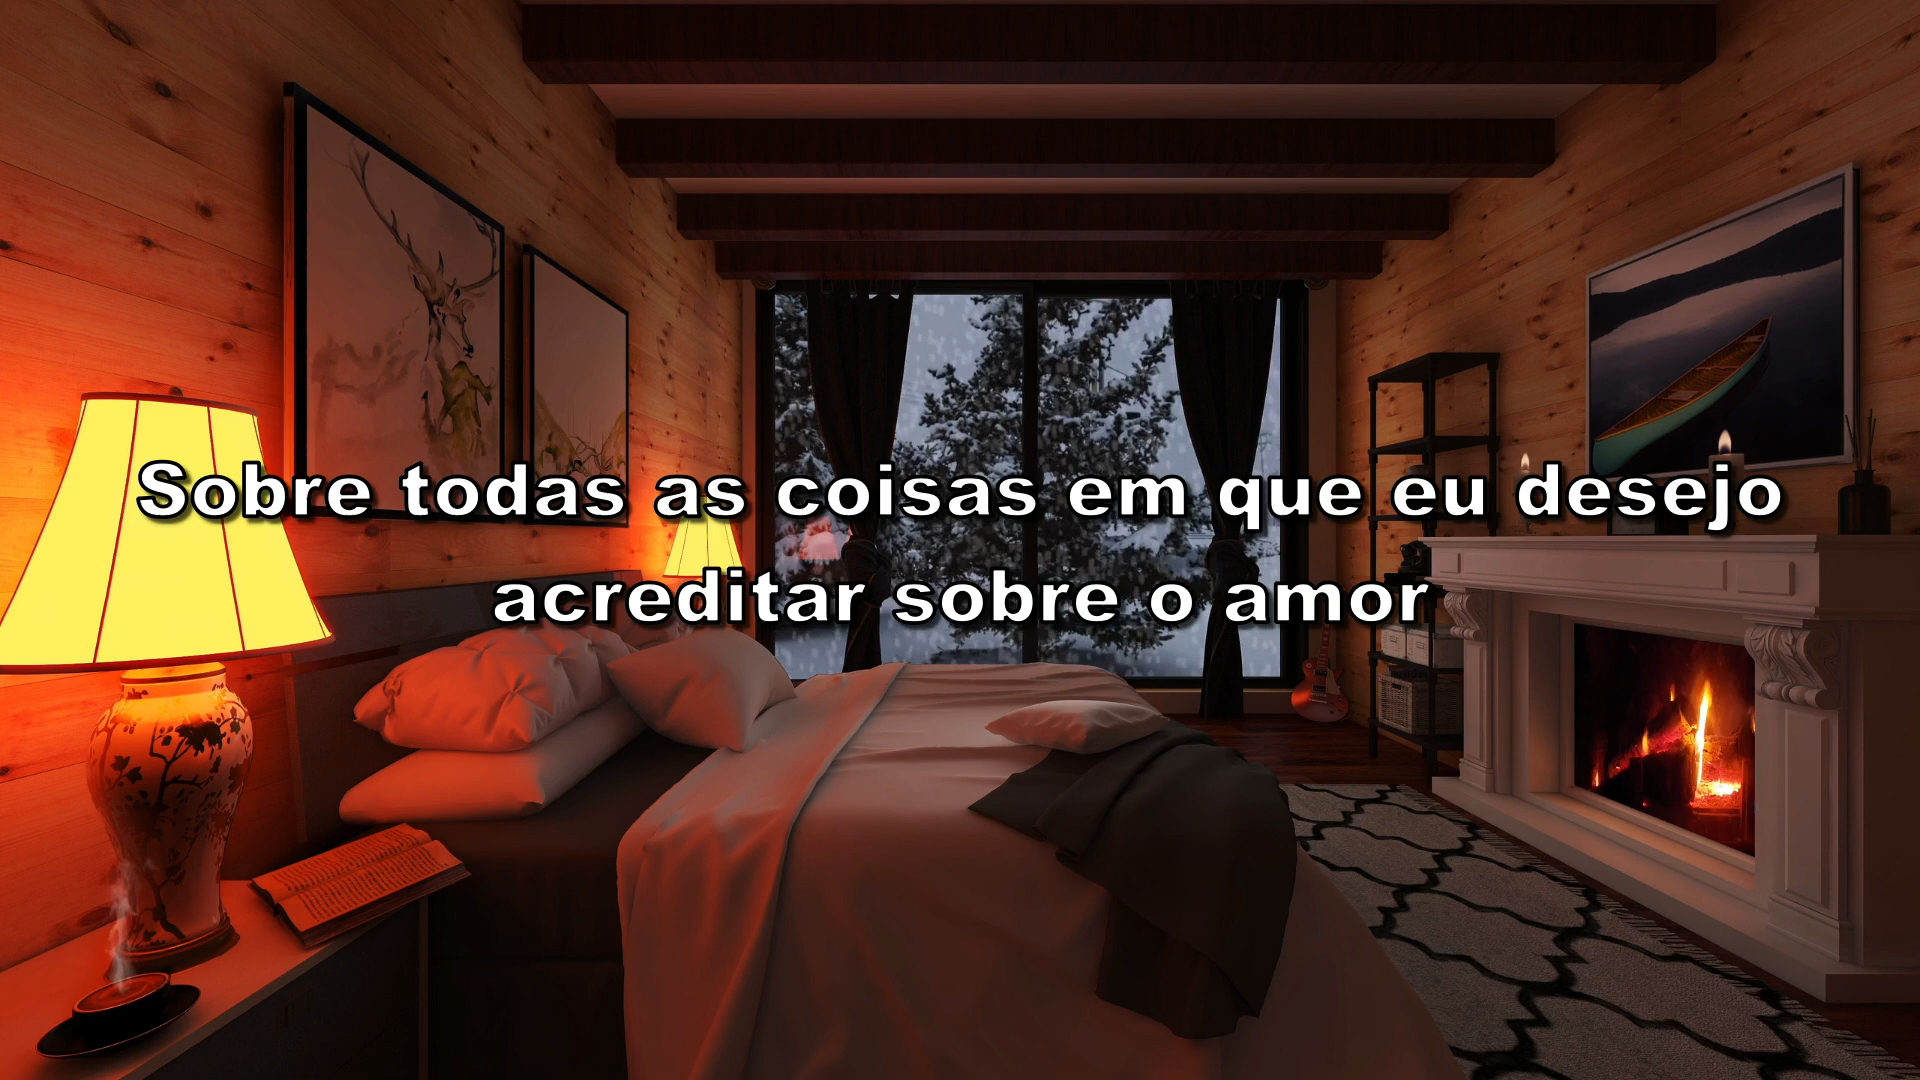 Sobre todas as coisas em que eu desejo
acreditar sobre o amor